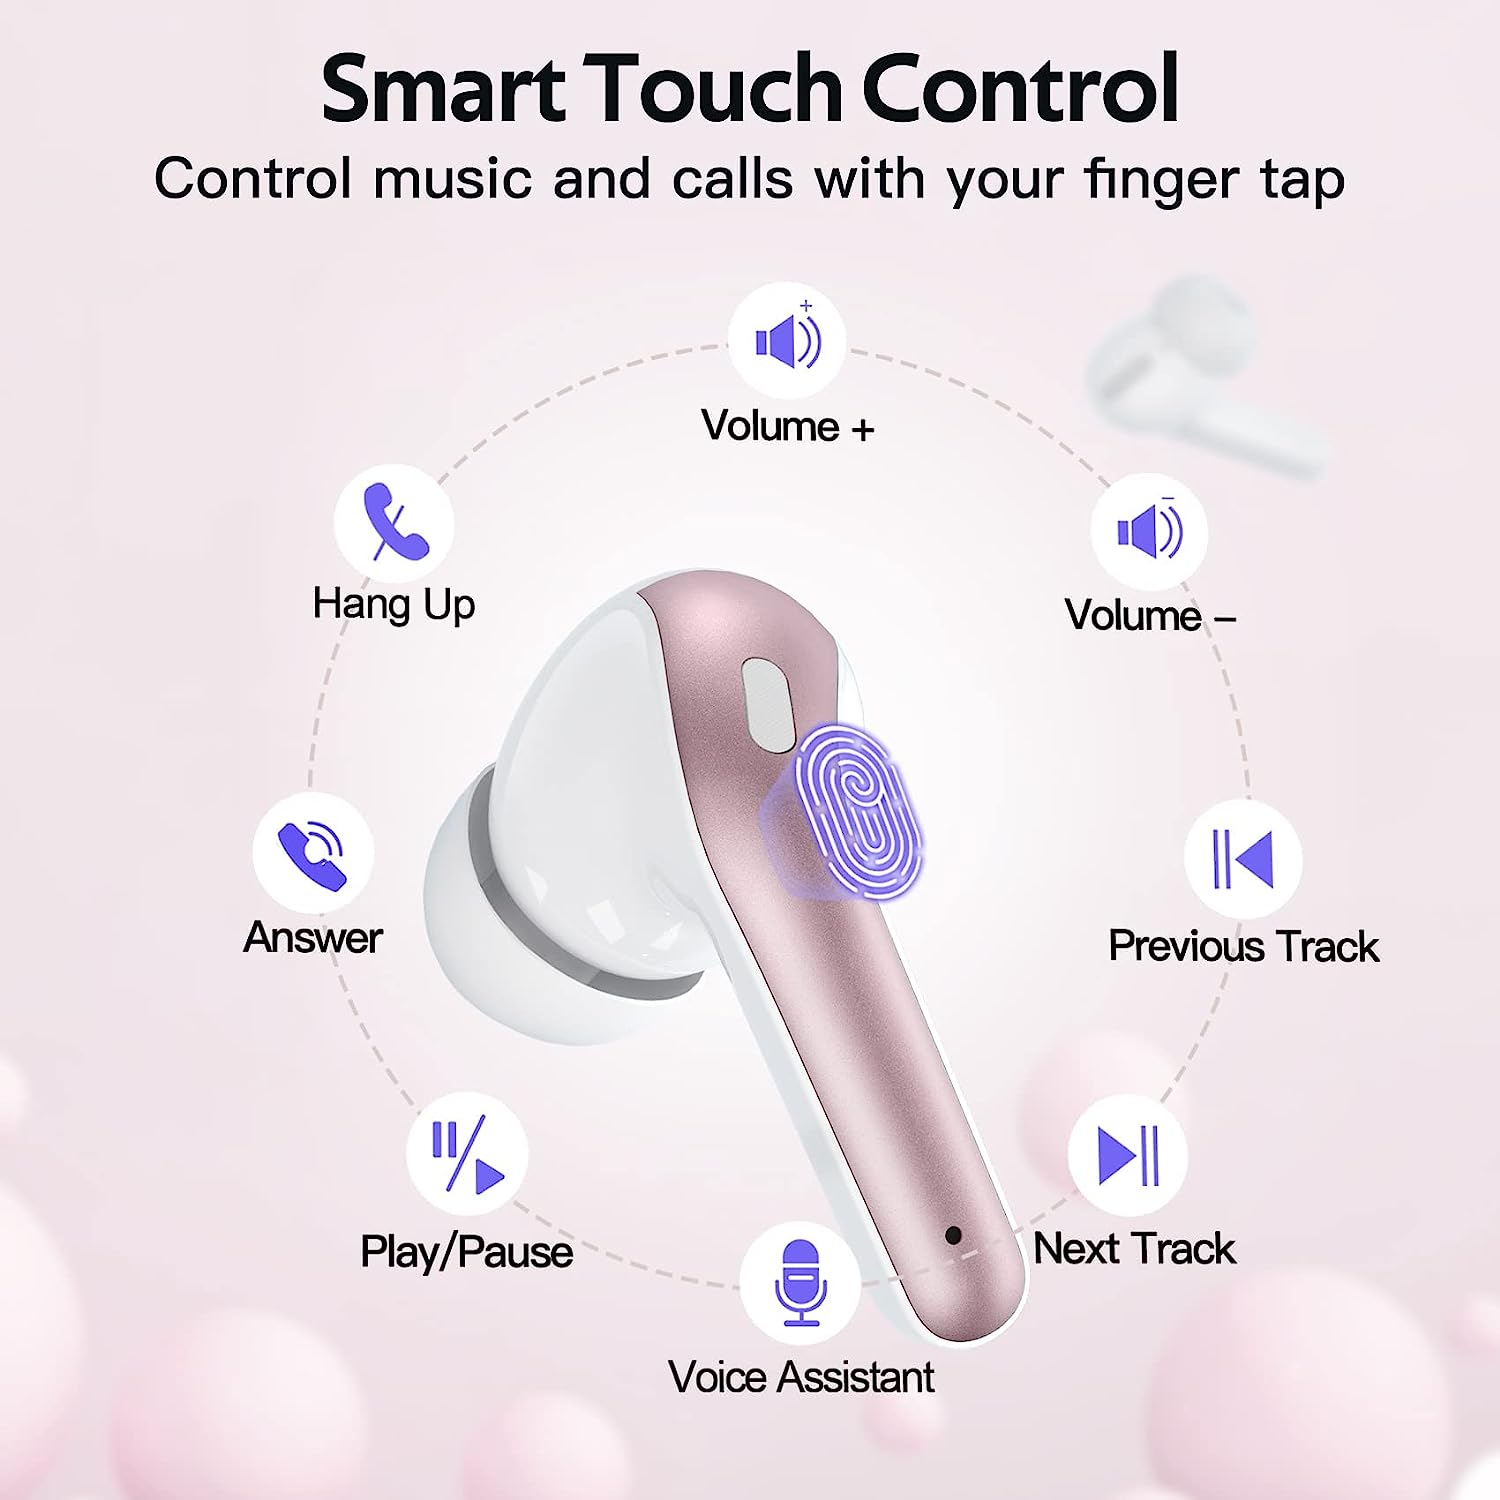 Smart Touch Control
Control music and calls with your finger tap
Volume +
Volume –
Hang Up
Answer
Previous Track
Play/Pause
Next Track
Voice Assistant